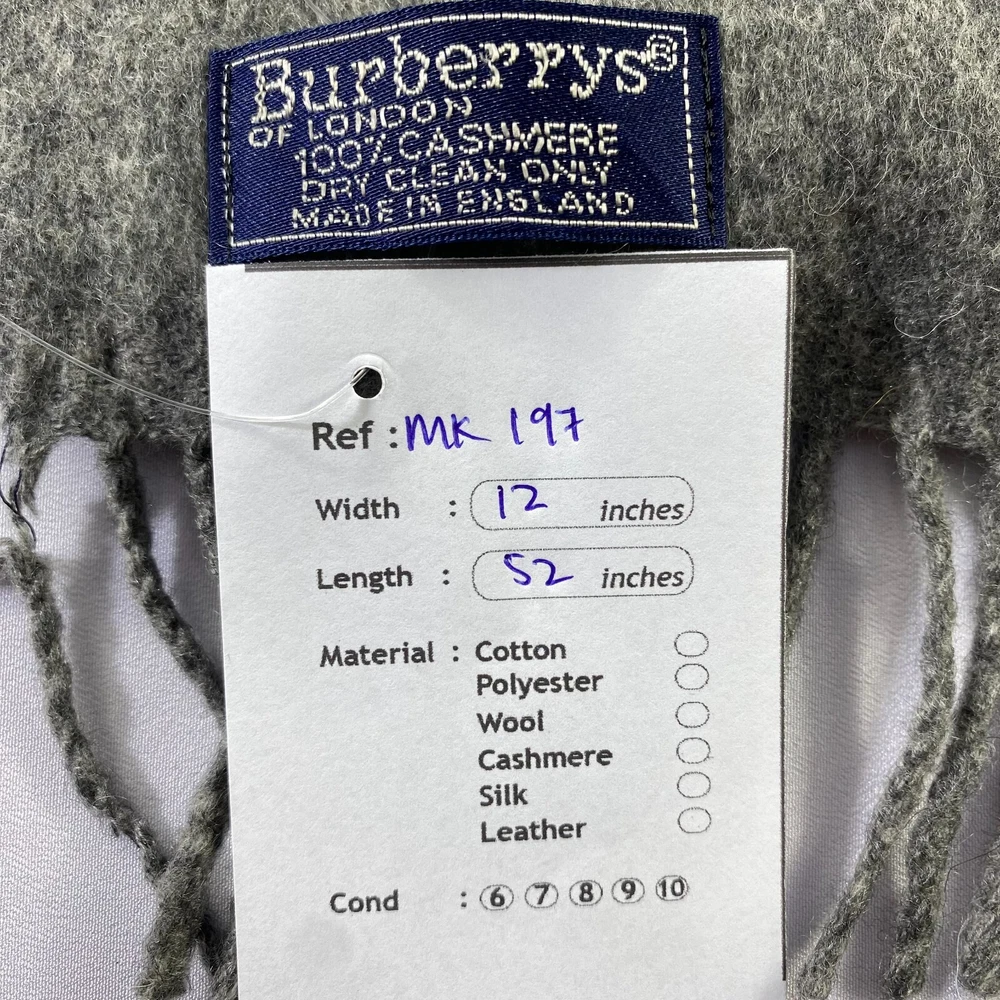 Burberrys®
OF LONDON
100% CASHMERE
DRY CLEAN ONLY
MADE IN ENGLAND
Ref : MK 197
Width : 12 inches
Length : 52 inches
Material : Cotton
Polyester
Wool
Cashmere
Silk
Leather
Cond : 6 7 8 9 10